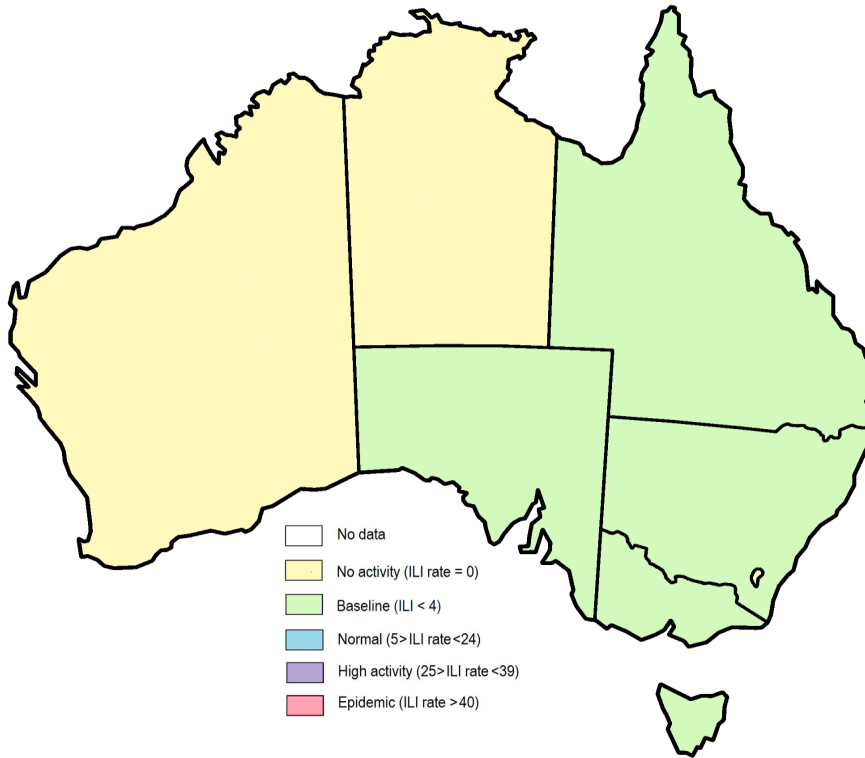 No data
No activity (ILI rate = 0)
Baseline (ILI < 4)
Normal (5> ILI rate<24)
High activity (25> ILI rate <39)
Epidemic (ILI rate >40)